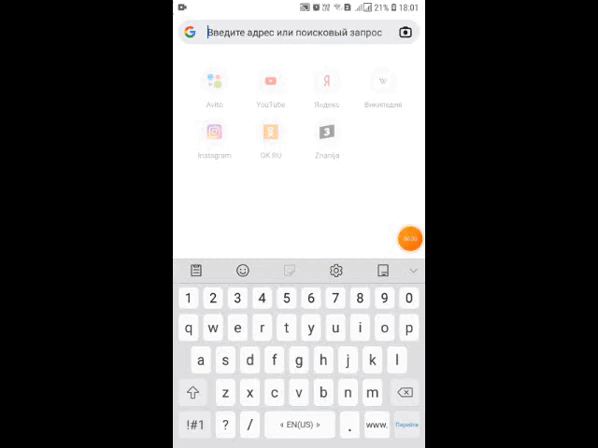 21% 18:01
Введите адрес или поисковый запрос
Avito YouTube Яндекс Википедия
Instagram OK.RU Znanija
1 2 3 4 5 6 7 8 9 0
q w e r t y u i o p
a s d f g h j k l
z x c v b n m
!#1 ? / EN(US) . www. Перейти